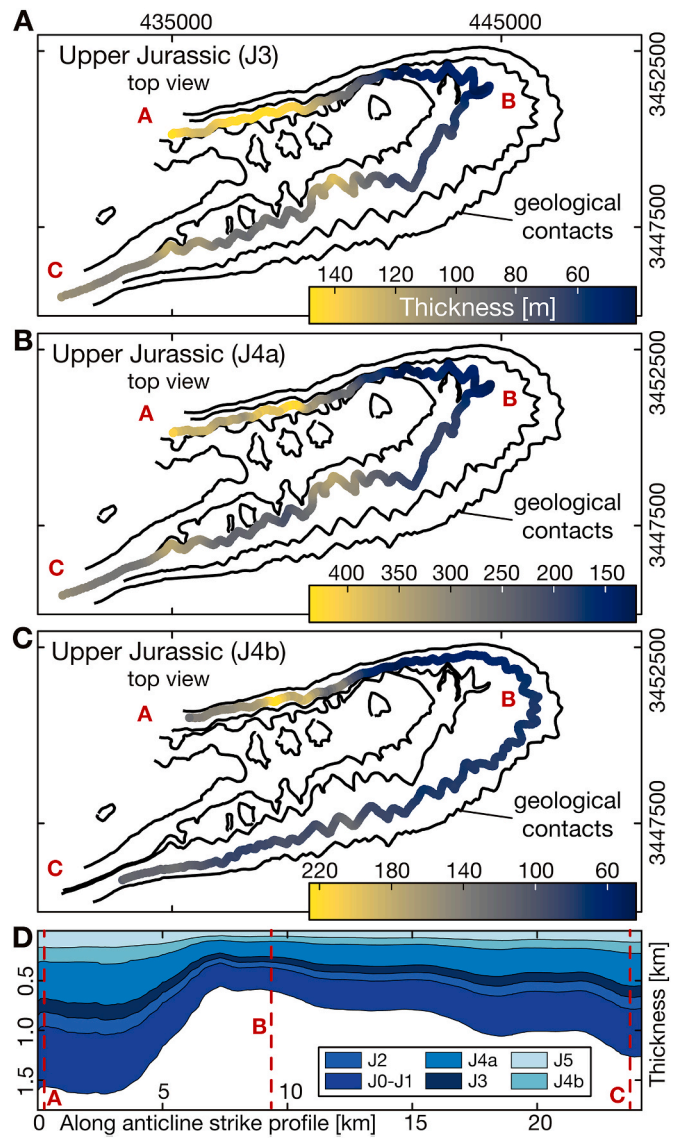 A
435000
445000
Upper Jurassic (J3)
top view
3452500
A
B
geological
contacts
3447500
C
140 120 100 80 60
Thickness [m]
B
Upper Jurassic (J4a)
top view
3452500
A
B
geological
contacts
3447500
C
400 350 300 250 200 150
C
Upper Jurassic (J4b)
top view
3452500
A
B
geological
contacts
3447500
C
220 180 140 100 60
D
0.5
1.0
1.5
Thickness [km]
A
B
C
J2 J4a J5
J0-J1 J3 J4b
0 5 10 15 20
Along anticline strike profile [km]